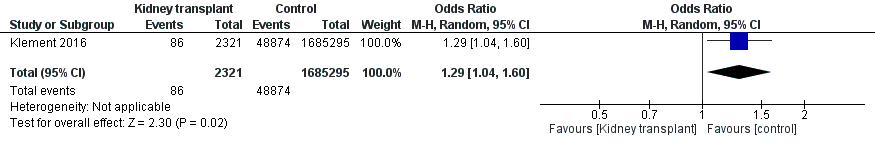 Kidney transplant Control Odds Ratio Odds Ratio
Study or Subgroup Events Total Events Total Weight M-H, Random, 95% CI M-H, Random, 95% CI
Klement 2016 86 2321 48874 1685295 100.0% 1.29 [1.04, 1.60]
Total (95% CI) 2321 1685295 100.0% 1.29 [1.04, 1.60]
Total events 86 48874
Heterogeneity: Not applicable
Test for overall effect: Z = 2.30 (P = 0.02)
0.5 0.7 1 1.5 2
Favours [Kidney transplant] Favours [control]